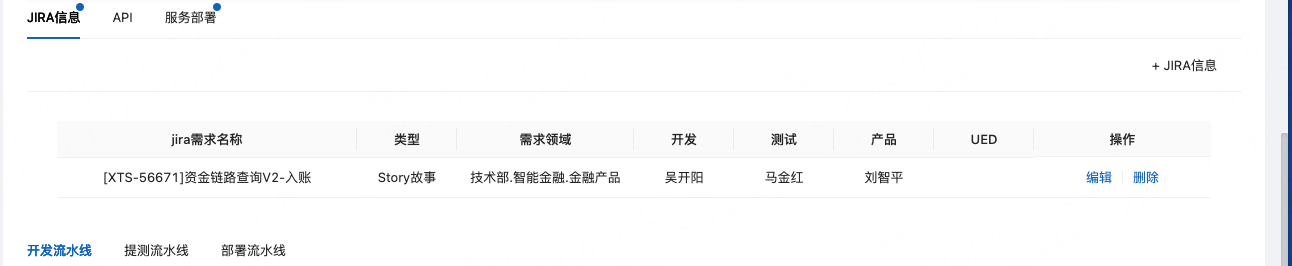 JIRA信息 API 服务部署
+ JIRA信息
jira需求名称 类型 需求领域 开发 测试 产品 UED 操作
[XTS-56671]资金链路查询V2-入账 Story故事 技术部.智能金融.金融产品 吴开阳 马金红 刘智平 编辑 删除
开发流水线 提测流水线 部署流水线